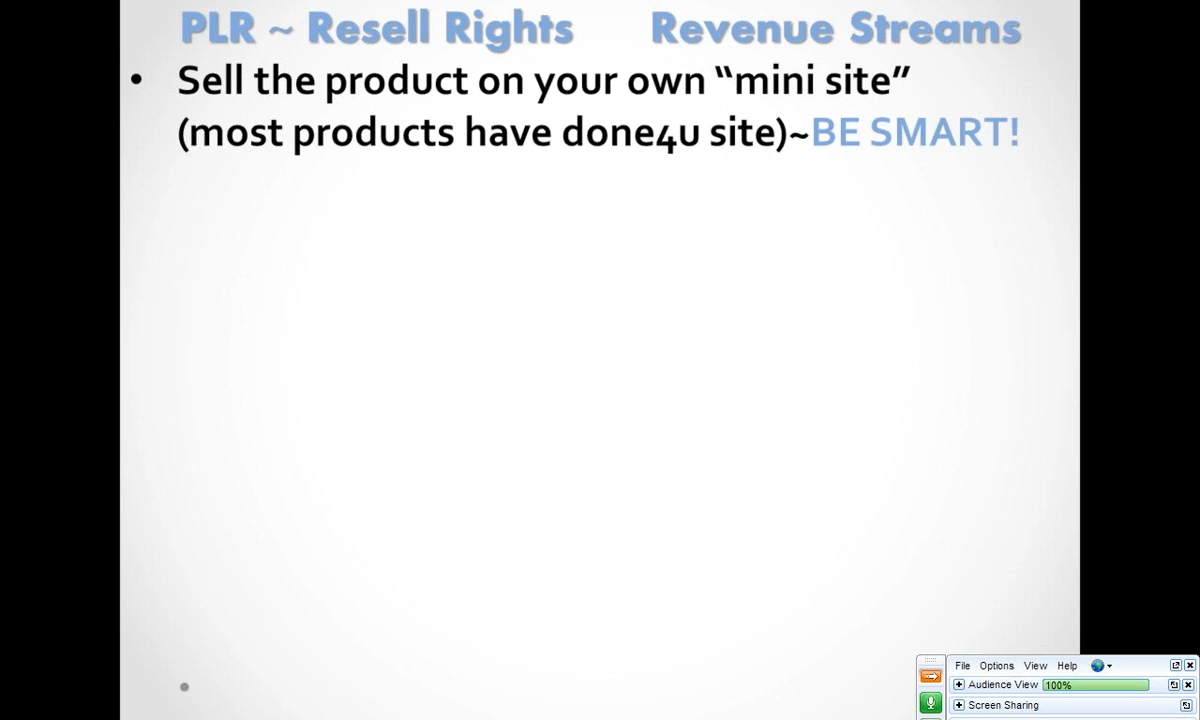 PLR ~ Resell Rights Revenue Streams
• Sell the product on your own “mini site”
(most products have done4u site)~BE SMART!
File Options View Help
Audience View 100%
Screen Sharing